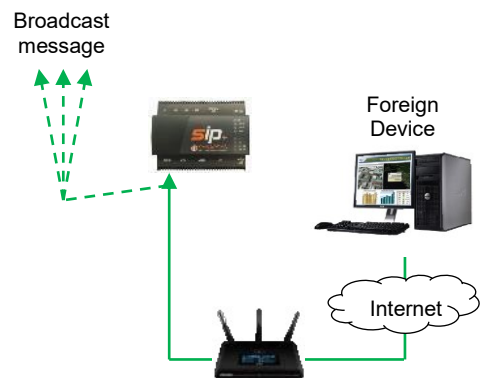 Broadcast
message
sip
Foreign
Device
Internet